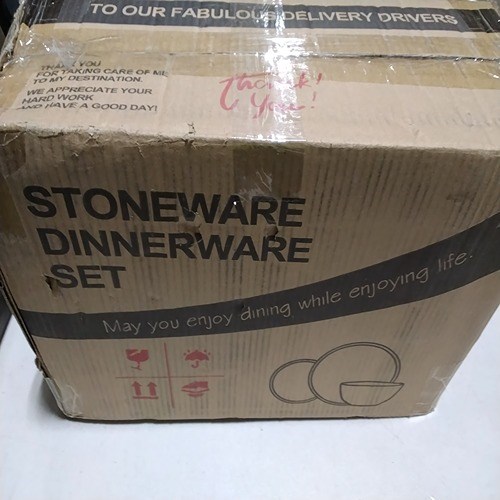 TO OUR FABULOUS DELIVERY DRIVERS
THANK YOU
FOR TAKING CARE OF ME
TO MY DESTINATION.
WE APPRECIATE YOUR
HARD WORK
AND HAVE A GOOD DAY!
thank!
You!
STONEWARE
DINNERWARE
SET
May you enjoy dining while enjoying life.